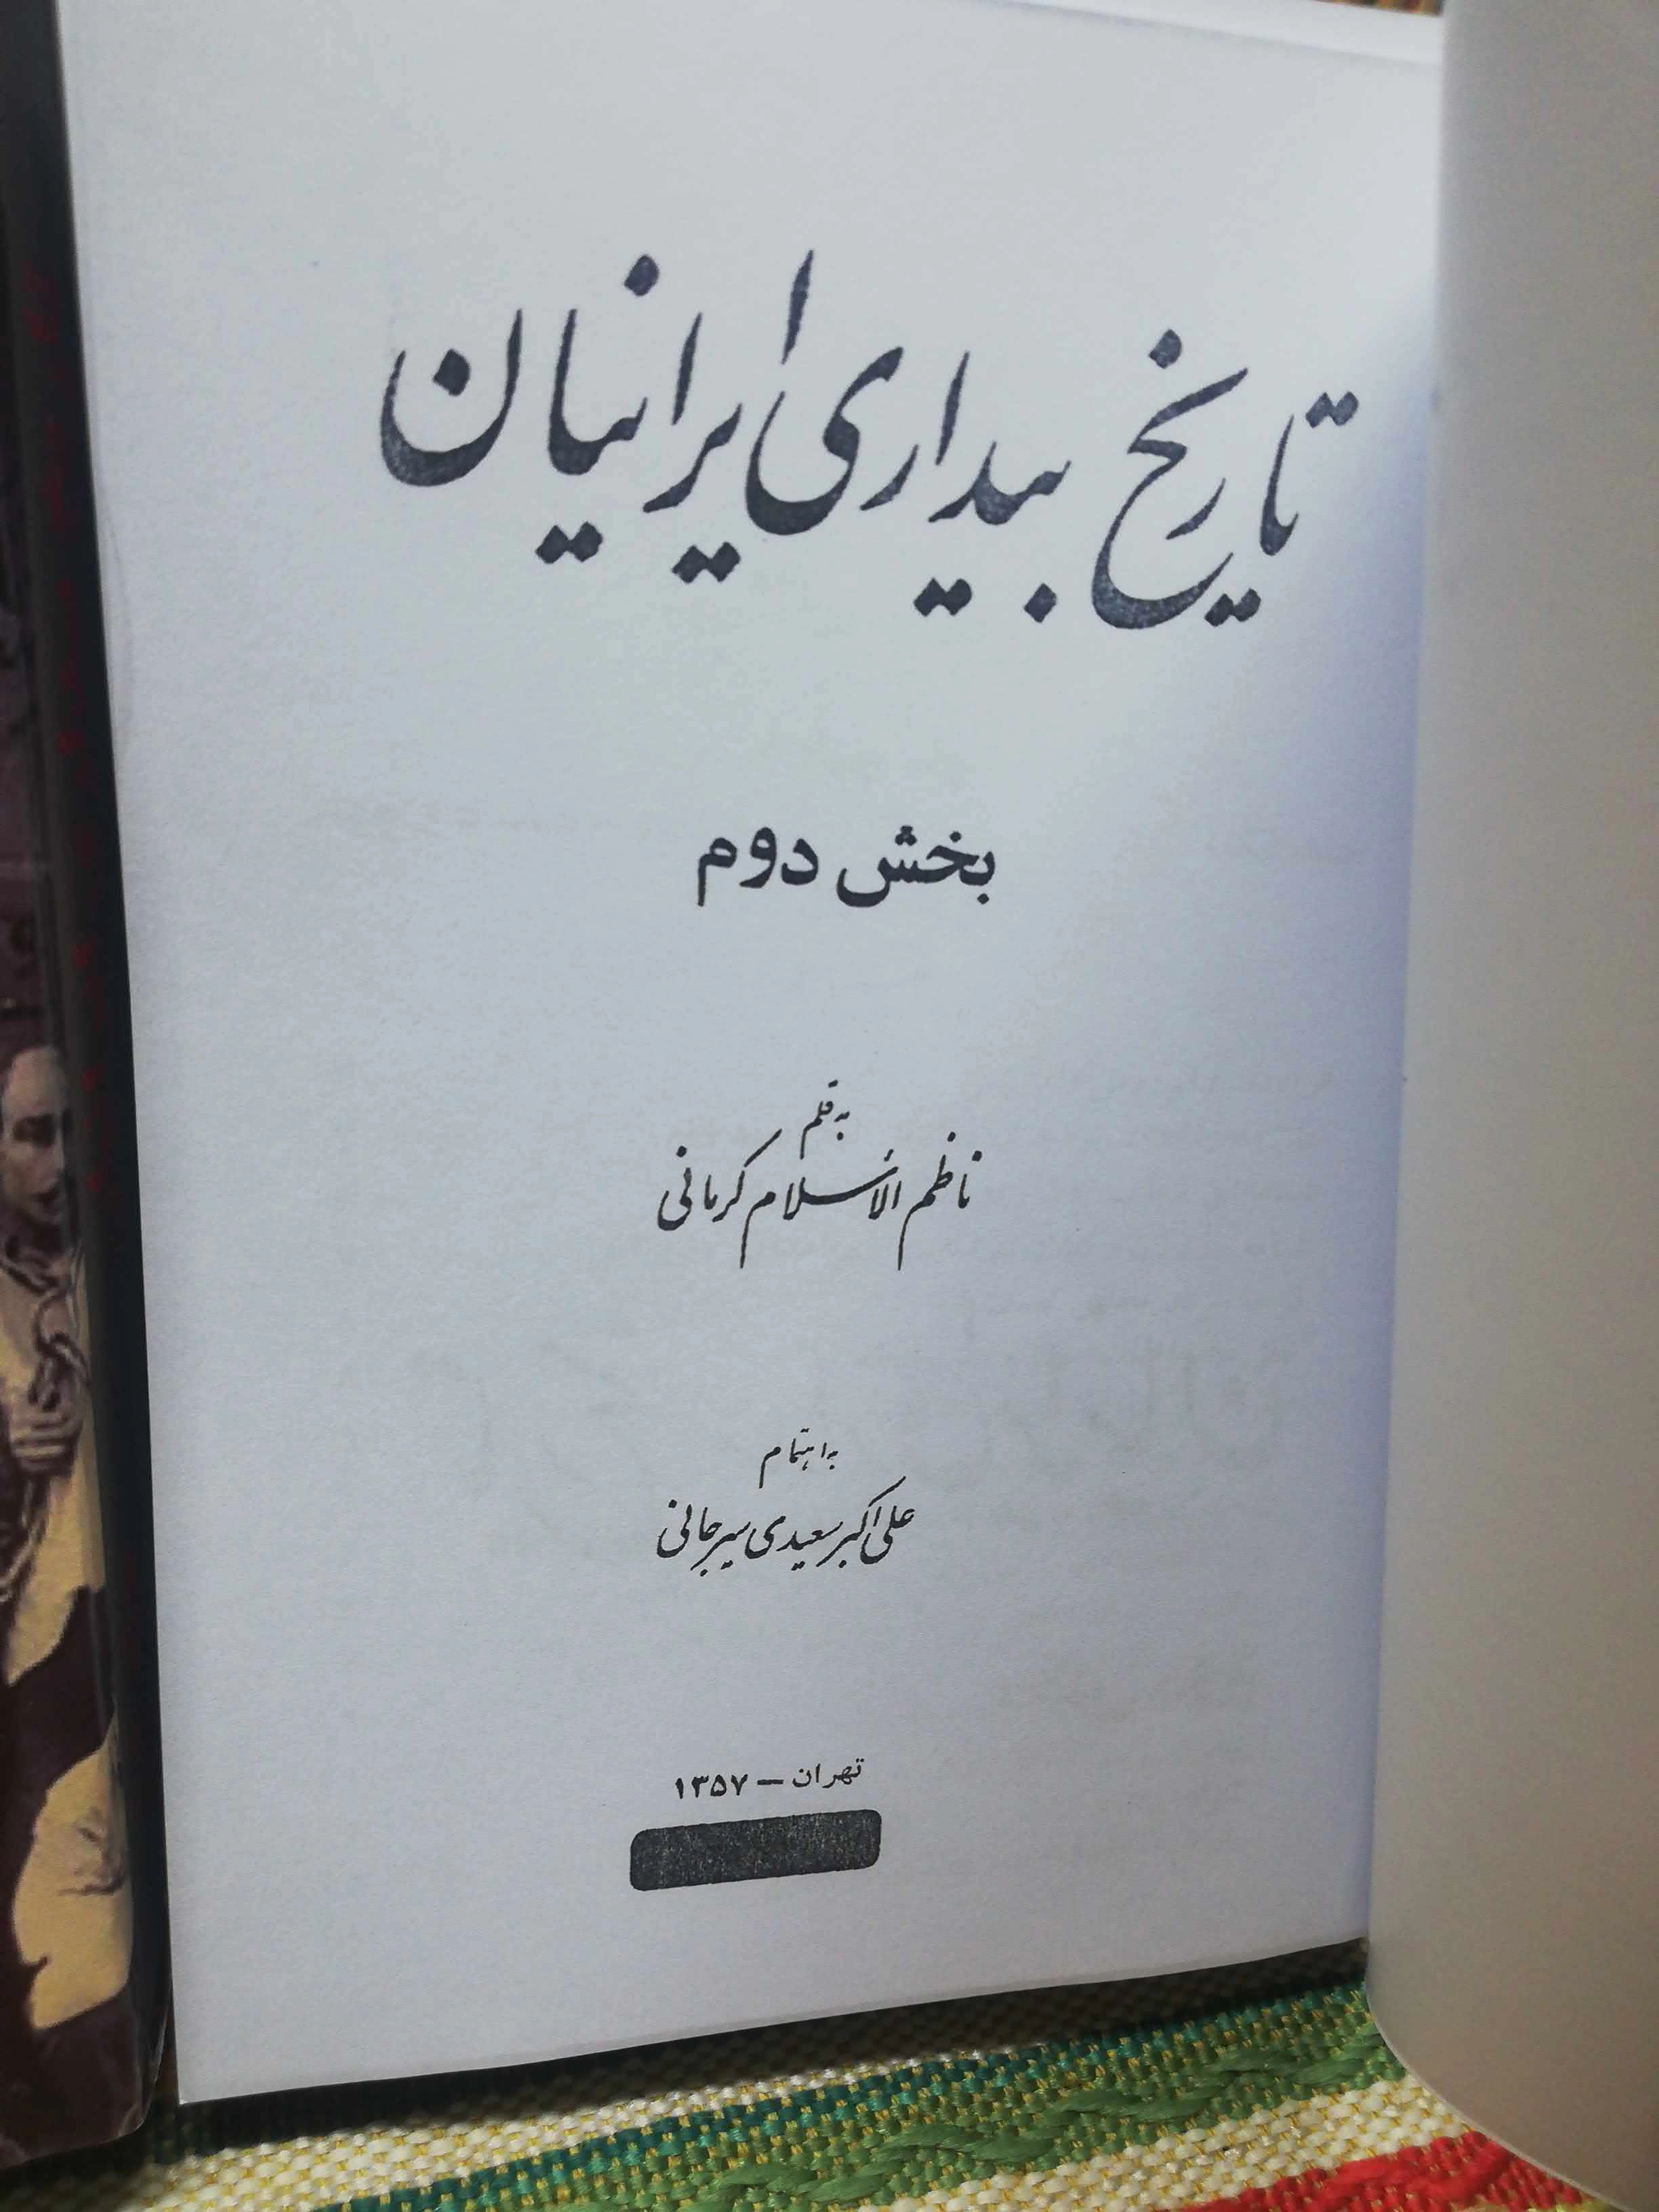 تاریخ بیداری ایرانیان
بخش دوم
به قلم
ناظم الاسلام کرمانی
به اهتمام
علی اکبر سعیدی سیرجانی
تهران – ۱۳۵۷